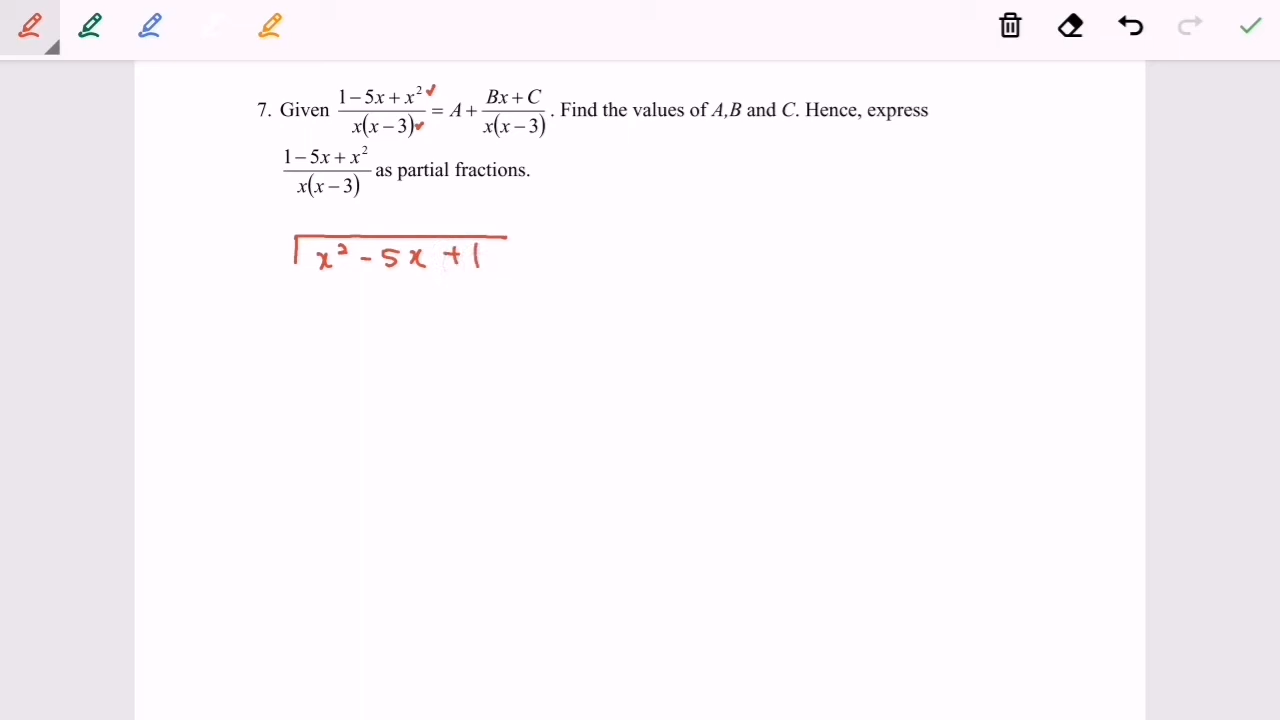 7. Given (1 − 5x + x²)/(x(x − 3)) = A + (Bx + C)/(x(x − 3)). Find the values of A,B and C. Hence, express
(1 − 5x + x²)/(x(x − 3)) as partial fractions.
x² - 5x + 1